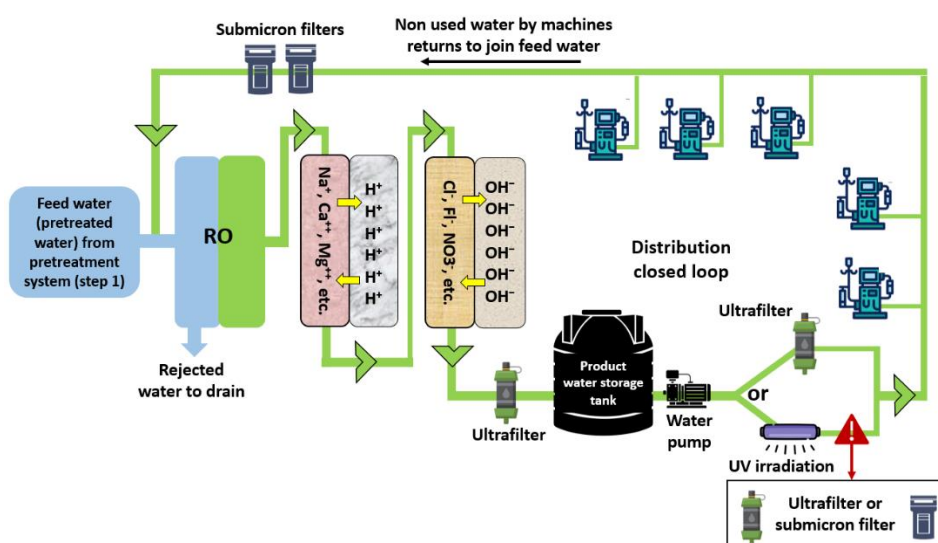 Submicron filters
Non used water by machines
returns to join feed water
Feed water
(pretreated
water) from
pretreatment
system (step 1)
RO
Rejected
water to drain
Na⁺, Ca⁺⁺, Mg⁺⁺, etc.
H⁺
H⁺
H⁺
H⁺
H⁺
H⁺
Cl⁻, Fl⁻, NO3⁻, etc.
OH⁻
OH⁻
OH⁻
OH⁻
OH⁻
OH⁻
Ultrafilter
Product
water storage
tank
Water
pump
Distribution
closed loop
Ultrafilter
or
UV irradiation
Ultrafilter or
submicron filter